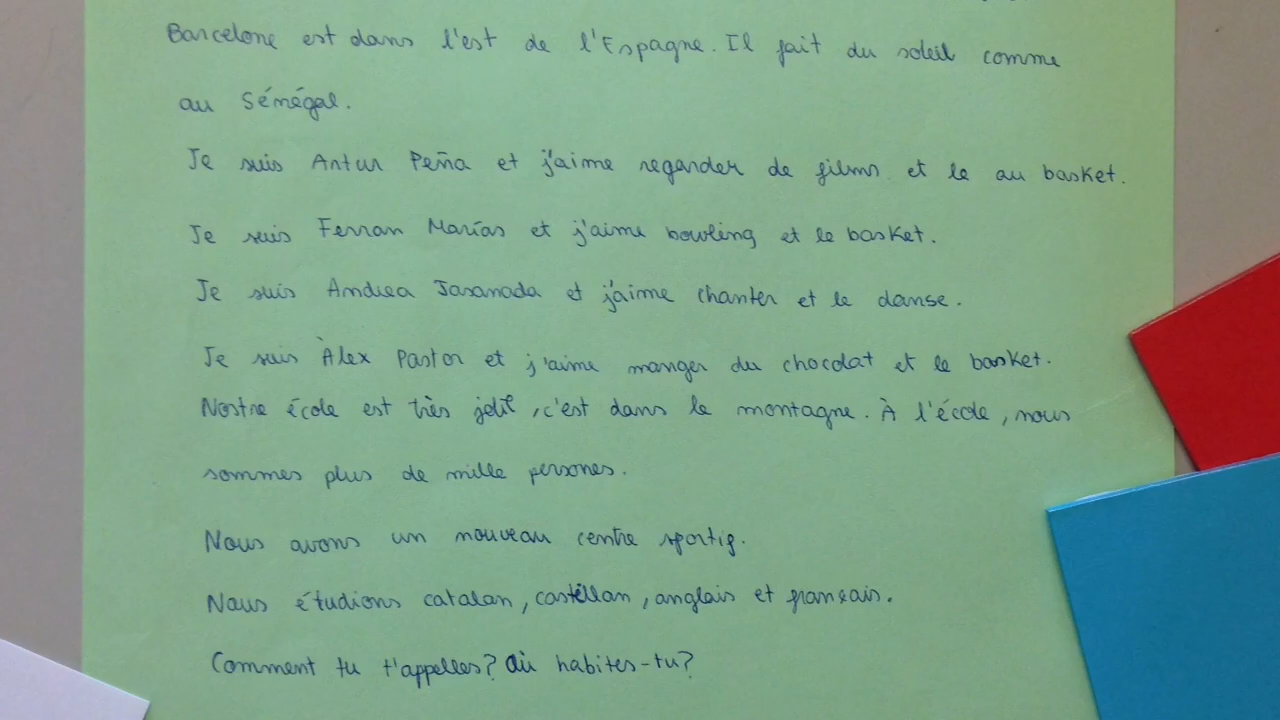 Barcelone est dans l'est de l'Espagne. Il fait du soleil comme
au Sénégal.
Je suis Artur Peña et j'aime regarder de films et le au basket.
Je suis Ferran Marías et j'aime bowling et le basket.
Je suis Andrea Jasanada et j'aime chanter et le danse.
Je suis Àlex Pastor et j'aime manger du chocolat et le basket.
Nostre école est très jolie, c'est dans le montagne. À l'école, nous
sommes plus de mille persones.
Nous avons un nouveau centre sportif.
Nous étudions catalan, castillan, anglais et français.
Comment tu t'appelles? Où habites-tu?